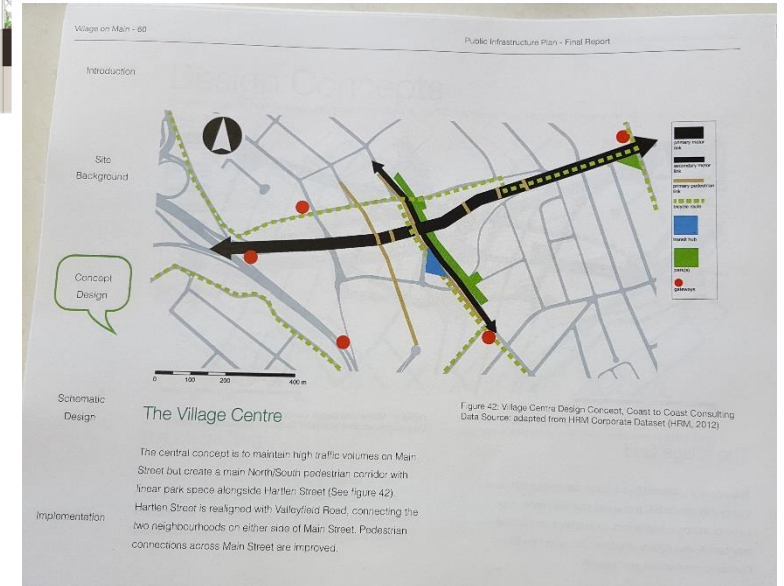 Village on Main - 60
Public Infrastructure Plan - Final Report
Introduction
Site
Background
Concept
Design
Schematic
Design
Implementation
primary motor
link
secondary motor
link
primary pedestrian
link
bicycle route
transit hub
park(s)
gateways
0 100 200 400 m
The Village Centre
The central concept is to maintain high traffic volumes on Main
Street but create a main North/South pedestrian corridor with
linear park space alongside Hartlen Street (See figure 42).
Hartlen Street is realigned with Valleyfield Road, connecting the
two neighbourhoods on either side of Main Street. Pedestrian
connections across Main Street are improved.
Figure 42: Village Centre Design Concept, Coast to Coast Consulting
Data Source: adapted from HRM Corporate Dataset (HRM, 2012)